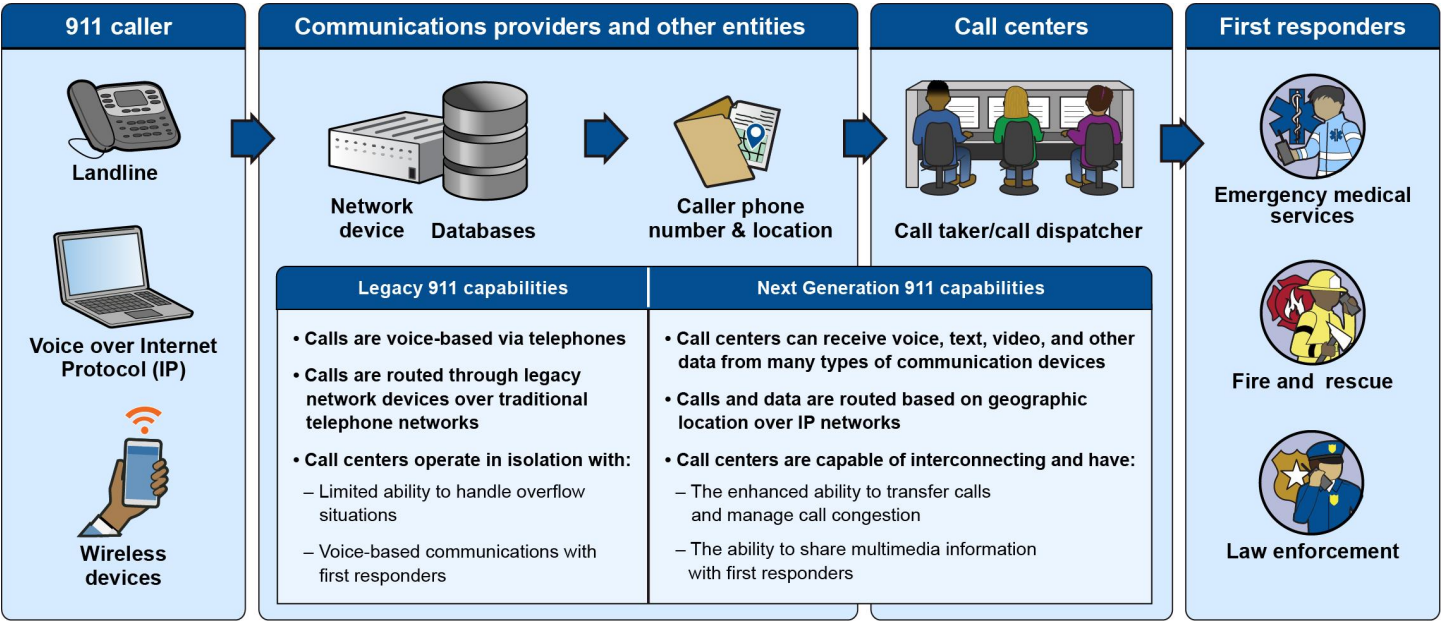 911 caller
Landline
Voice over Internet
Protocol (IP)
Wireless
devices
Communications providers and other entities
Network
device
Databases
Caller phone
number & location
Call centers
Call taker/call dispatcher
Legacy 911 capabilities
• Calls are voice-based via telephones
• Calls are routed through legacy
network devices over traditional
telephone networks
• Call centers operate in isolation with:
– Limited ability to handle overflow
situations
– Voice-based communications with
first responders
Next Generation 911 capabilities
• Call centers can receive voice, text, video, and other
data from many types of communication devices
• Calls and data are routed based on geographic
location over IP networks
• Call centers are capable of interconnecting and have:
– The enhanced ability to transfer calls
and manage call congestion
– The ability to share multimedia information
with first responders
First responders
Emergency medical
services
Fire and rescue
Law enforcement